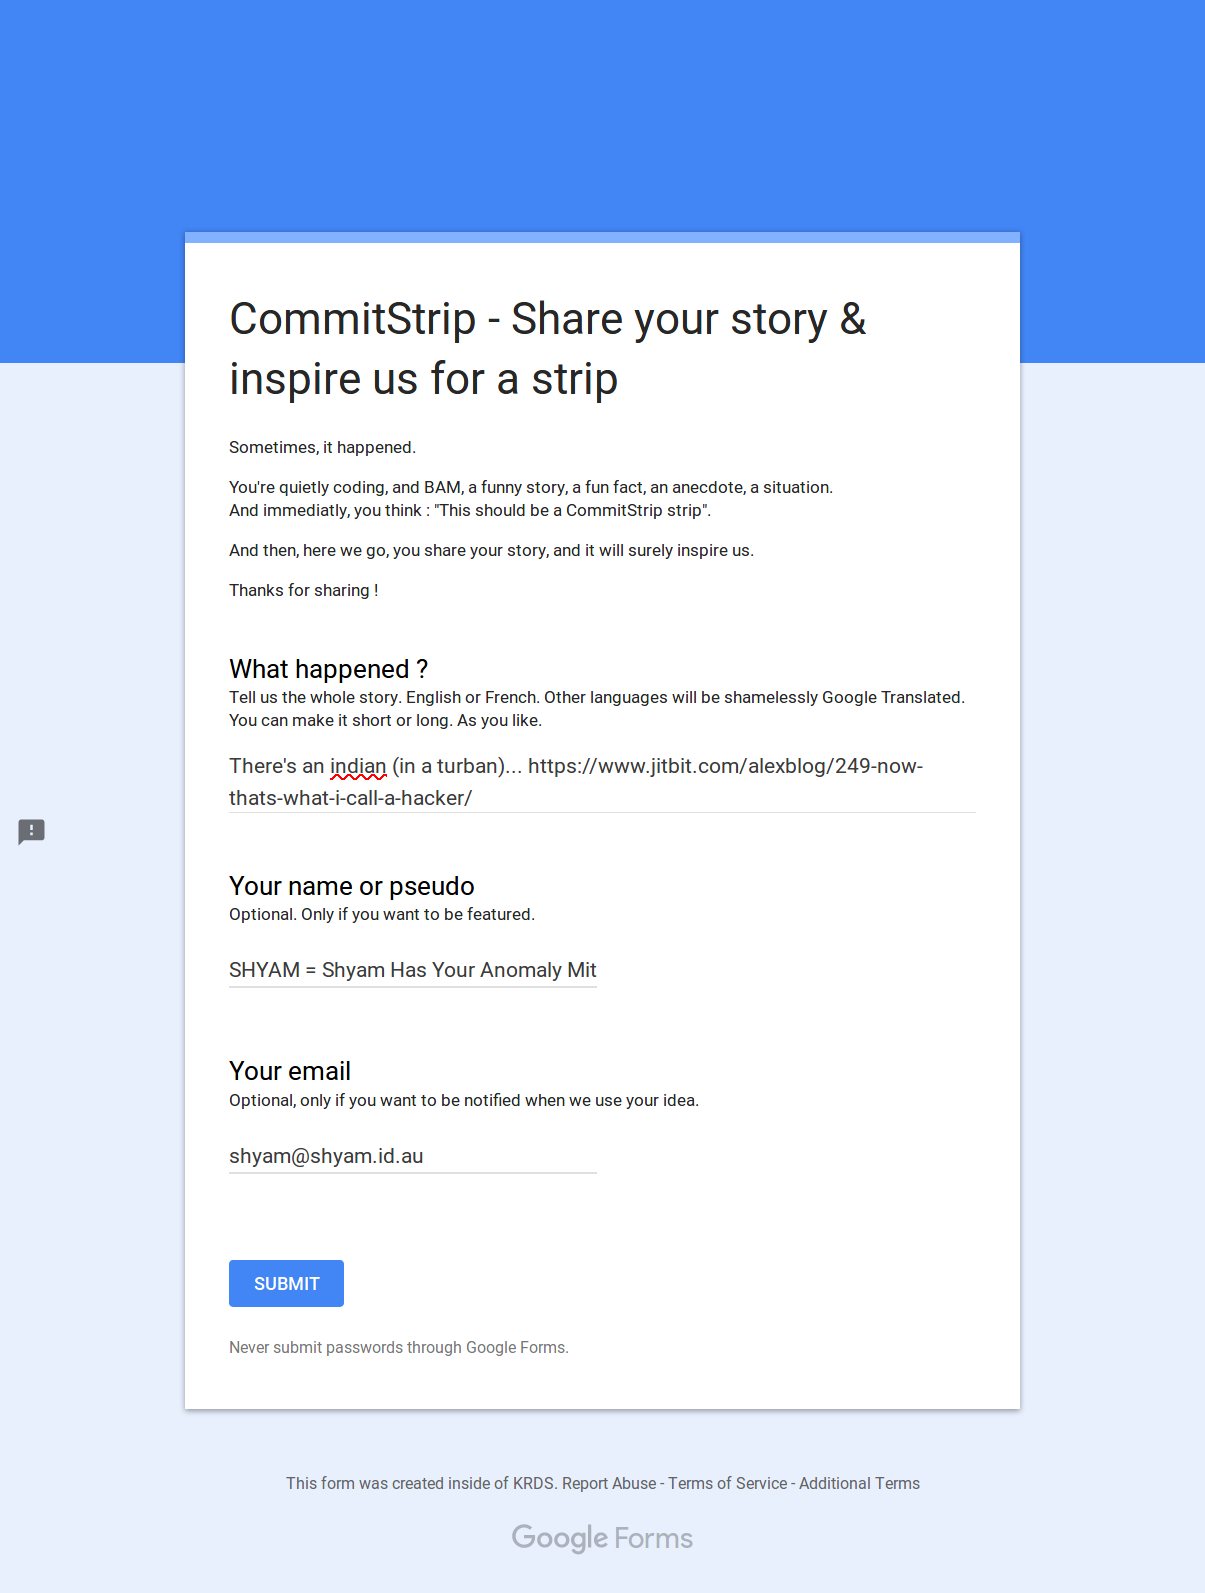 CommitStrip - Share your story &
inspire us for a strip
Sometimes, it happened.
You're quietly coding, and BAM, a funny story, a fun fact, an anecdote, a situation.
And immediatly, you think : "This should be a CommitStrip strip".
And then, here we go, you share your story, and it will surely inspire us.
Thanks for sharing !
What happened ?
Tell us the whole story. English or French. Other languages will be shamelessly Google Translated.
You can make it short or long. As you like.
There's an indian (in a turban)... https://www.jitbit.com/alexblog/249-now-
thats-what-i-call-a-hacker/
Your name or pseudo
Optional. Only if you want to be featured.
SHYAM = Shyam Has Your Anomaly Mit
Your email
Optional, only if you want to be notified when we use your idea.
shyam@shyam.id.au
SUBMIT
Never submit passwords through Google Forms.
This form was created inside of KRDS. Report Abuse - Terms of Service - Additional Terms
Google Forms